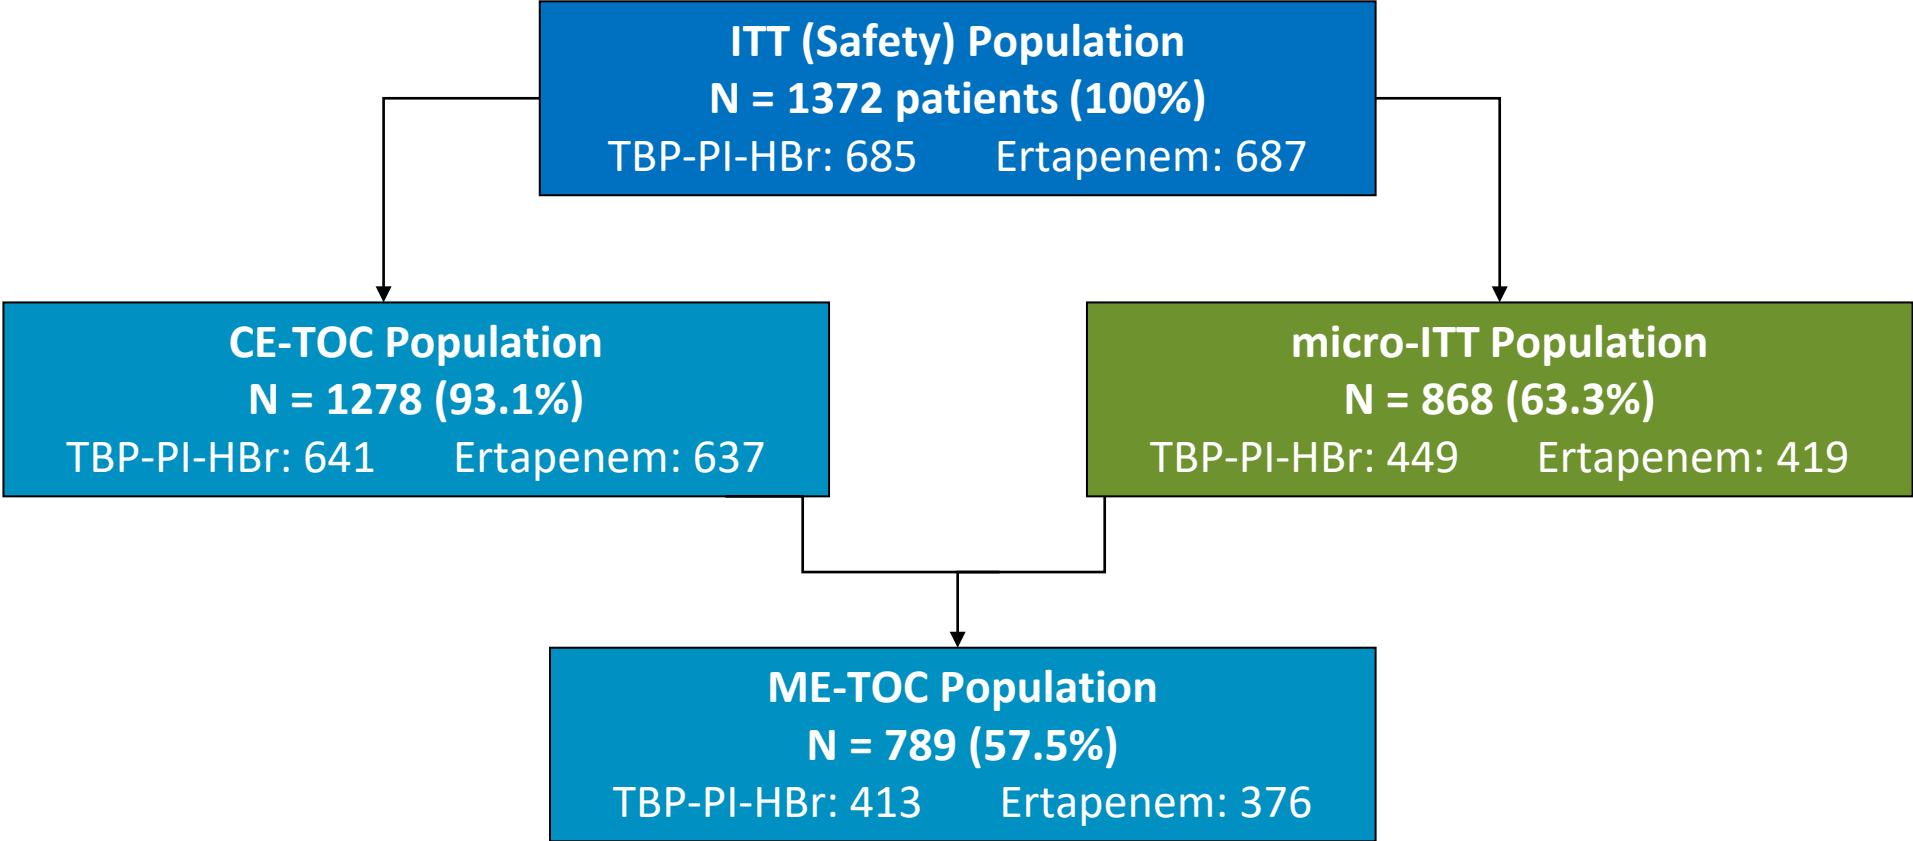 ITT (Safety) Population
N = 1372 patients (100%)
TBP-PI-HBr: 685 Ertapenem: 687
CE-TOC Population
N = 1278 (93.1%)
TBP-PI-HBr: 641 Ertapenem: 637
micro-ITT Population
N = 868 (63.3%)
TBP-PI-HBr: 449 Ertapenem: 419
ME-TOC Population
N = 789 (57.5%)
TBP-PI-HBr: 413 Ertapenem: 376